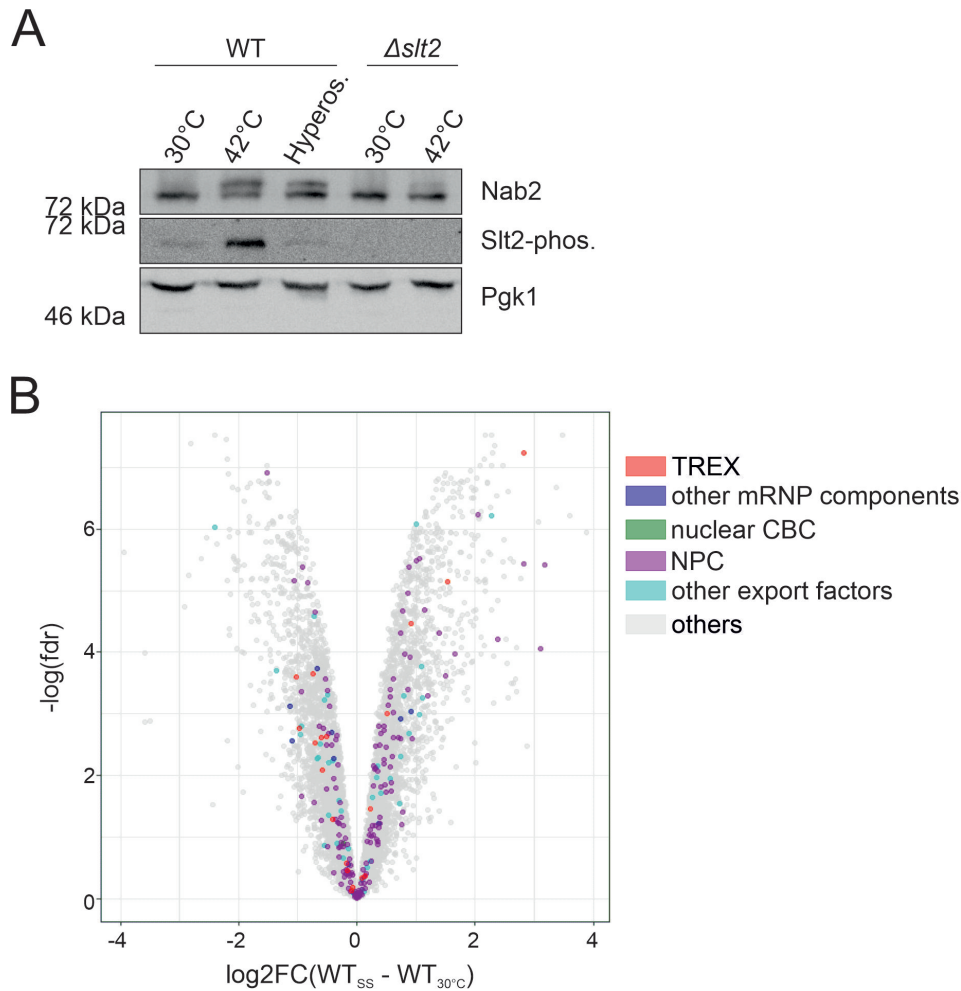 A
WT
Δslt2
30°C
42°C
Hyperos.
30°C
42°C
Nab2
72 kDa
72 kDa
Slt2-phos.
Pgk1
46 kDa
B
TREX
other mRNP components
nuclear CBC
NPC
other export factors
others
-log(fdr)
6
4
2
0
-4
-2
0
2
4
log2FC(WTSS - WT30°C)